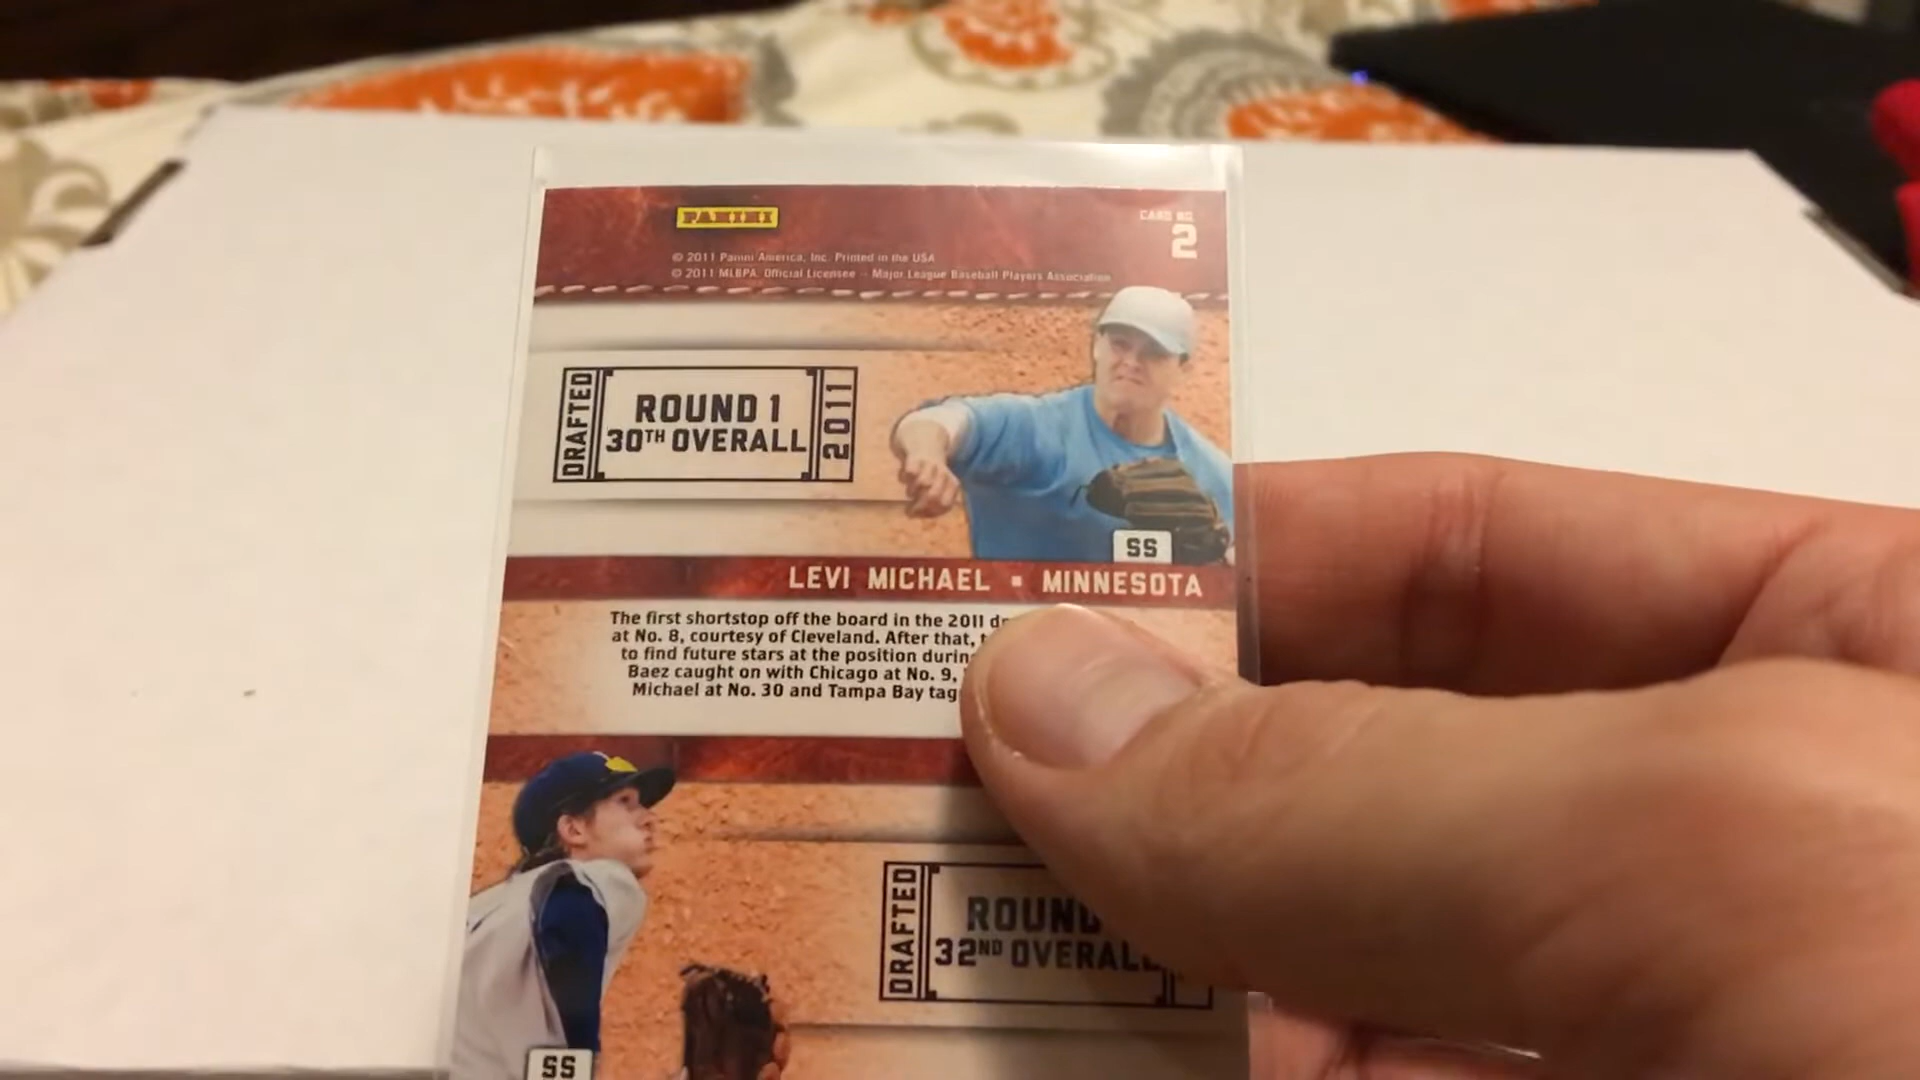 PANINI
CARD NO.
2
© 2011 Panini America, Inc. Printed in the USA
© 2011 MLBPA. Official Licensee – Major League Baseball Players Association
DRAFTED
ROUND 1
30TH OVERALL
2011
SS
LEVI MICHAEL ▪ MINNESOTA
The first shortstop off the board in the 2011
at No. 8, courtesy of Cleveland. After that,
to find future stars at the position
Baez caught on with Chicago at No. 9,
Michael at No. 30 and Tampa Bay
DRAFTED
ROUND
32ND OVERALL
SS